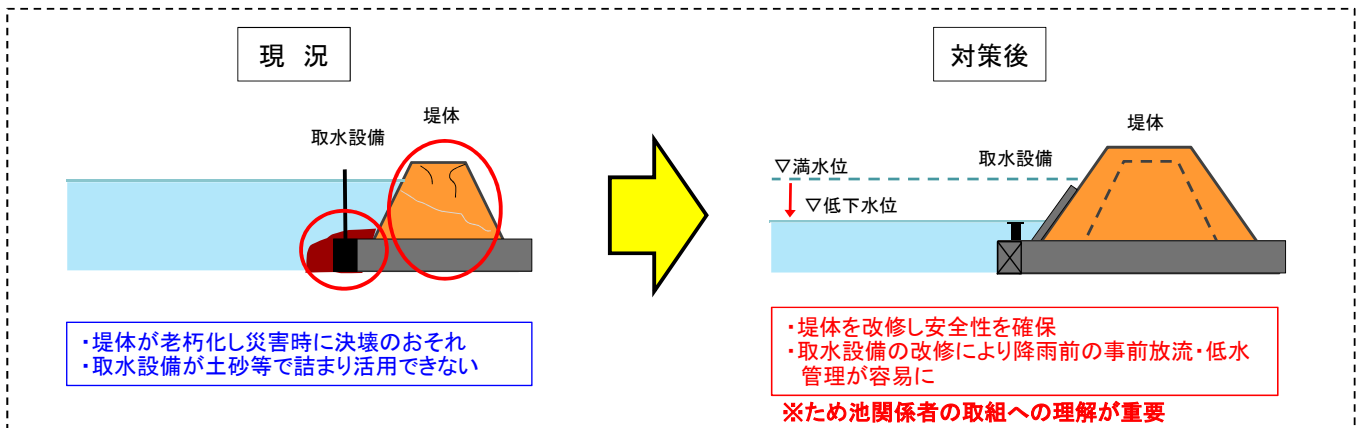 現 況
堤体
取水設備
・堤体が老朽化し災害時に決壊のおそれ
・取水設備が土砂等で詰まり活用できない
対策後
堤体
取水設備
▽満水位
▽低下水位
・堤体を改修し安全性を確保
・取水設備の改修により降雨前の事前放流・低水
管理が容易に
※ため池関係者の取組への理解が重要